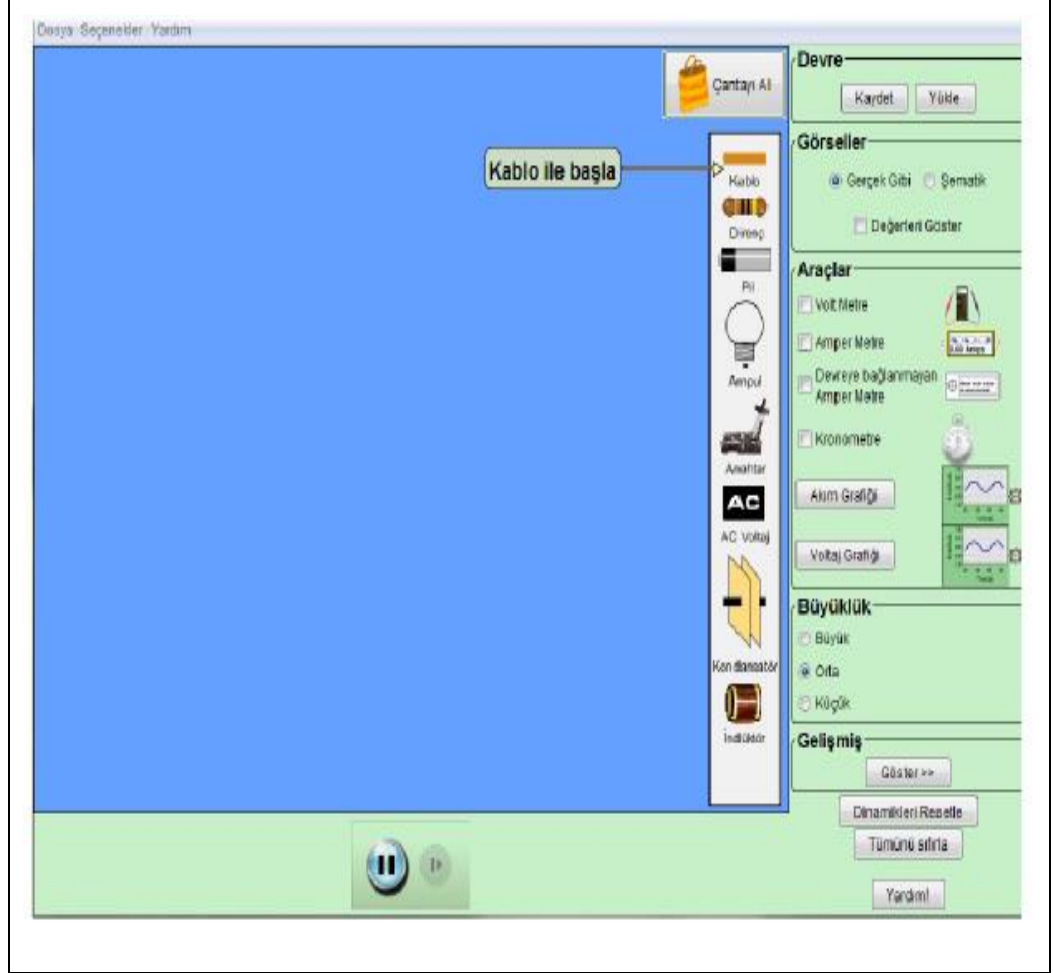 Dosya Seçenekler Yardım
Çantayı Al
Kablo ile başla
Kablo
Direnç
Pil
Ampul
Anahtar
AC
AC Voltaj
Kondansatör
İndüktör
Devre
Kaydet Yükle
Görseller
Gerçek Gibi Şematik
Değerleri Göster
Araçlar
Volt Metre
Amper Metre
Devreye bağlanmayan
Amper Metre
Kronometre
Akım Grafiği
Voltaj Grafiği
Büyüklük
Büyük
Orta
Küçük
Gelişmiş
Göster >>
Dinamikleri Resetle
Tümünü sıfırla
Yardım!